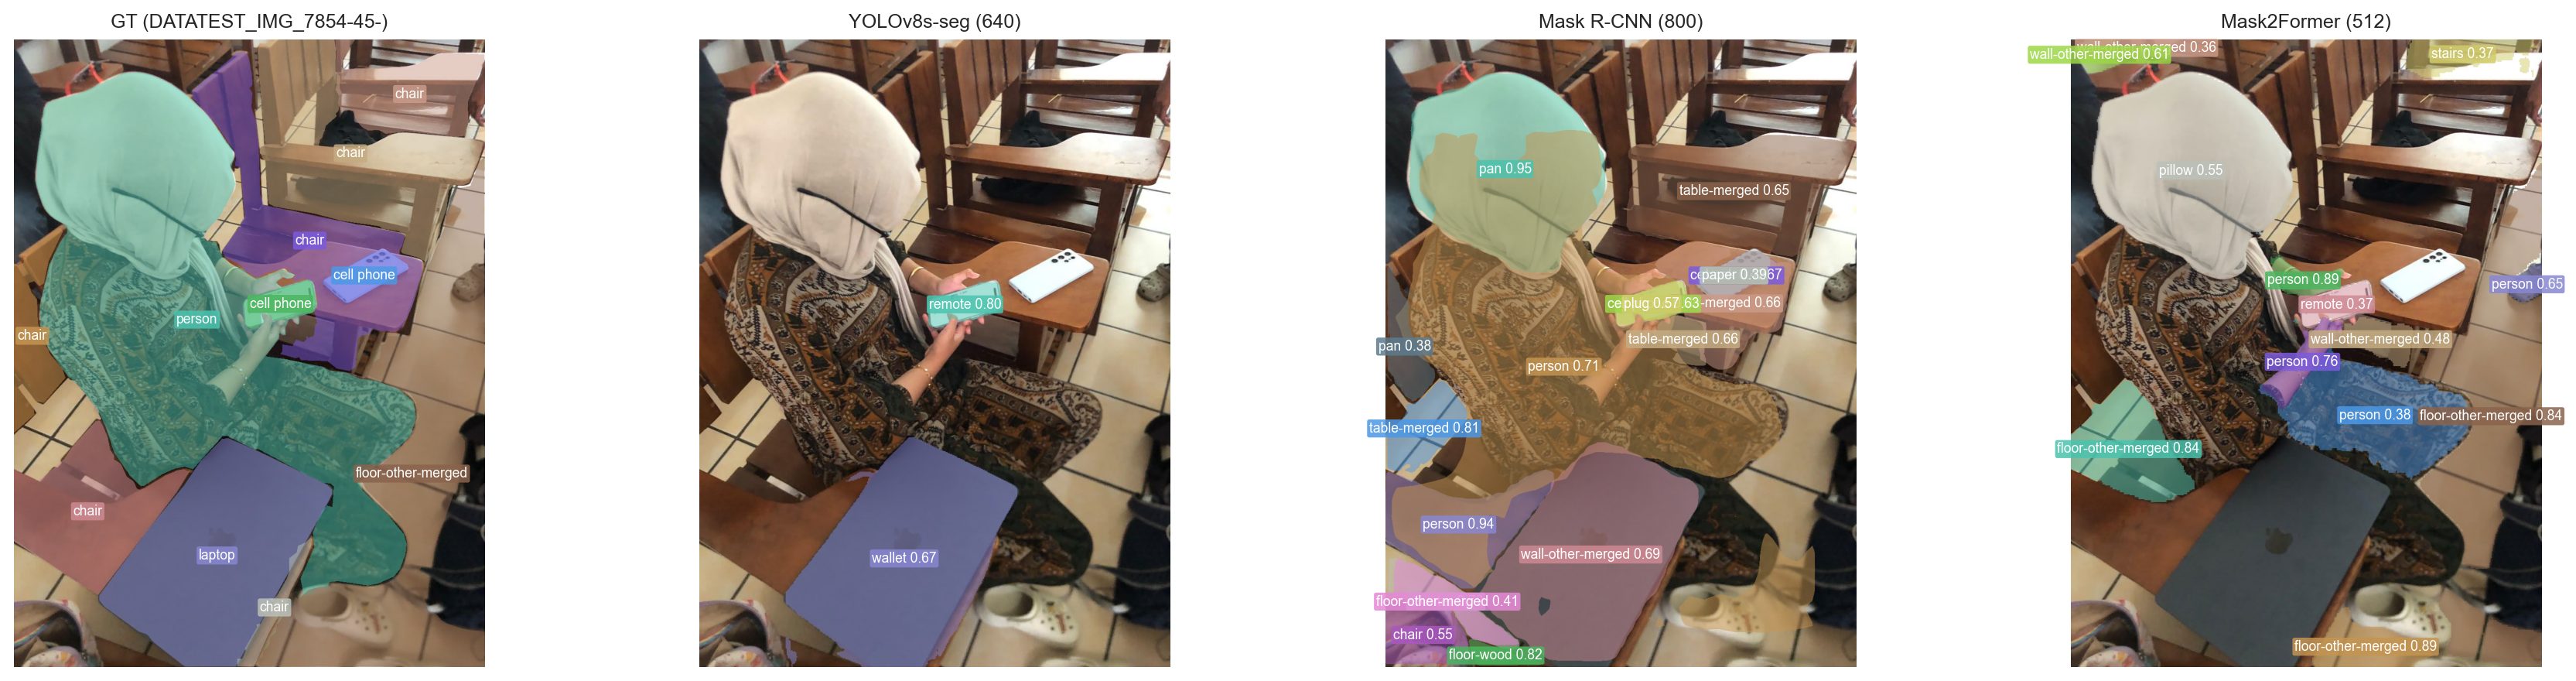 GT (DATATEST_IMG_7854-45-)
chair
chair
chair
cell phone
cell phone
person
chair
floor-other-merged
chair
laptop
chair
YOLOv8s-seg (640)
remote 0.80
wallet 0.67
Mask R-CNN (800)
pan 0.95
table-merged 0.65
paper 0.39
67
plug 0.57
.63
-merged 0.66
table-merged 0.66
pan 0.38
person 0.71
table-merged 0.81
person 0.94
wall-other-merged 0.69
floor-other-merged 0.41
chair 0.55
floor-wood 0.82
Mask2Former (512)
wall-other-merged 0.36
wall-other-merged 0.61
stairs 0.37
pillow 0.55
person 0.89
person 0.65
remote 0.37
wall-other-merged 0.48
person 0.76
person 0.38
floor-other-merged 0.84
floor-other-merged 0.84
floor-other-merged 0.89